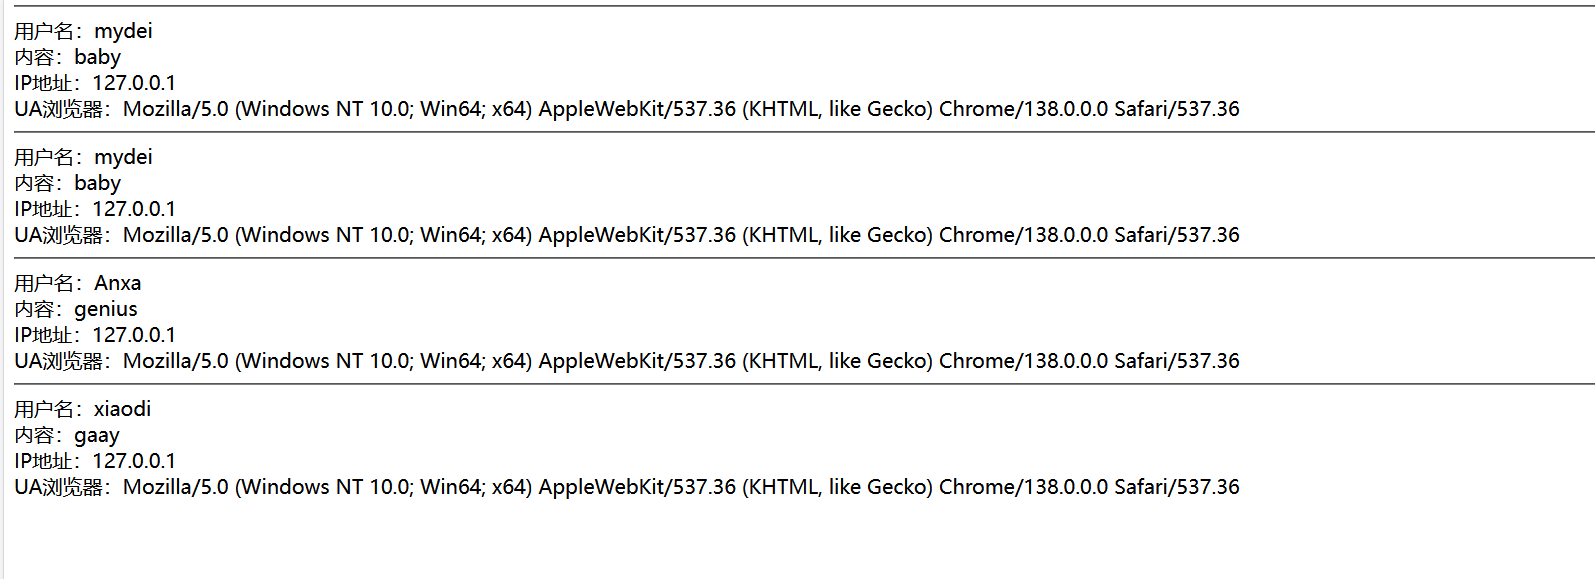 用户名：mydei
内容：baby
IP地址：127.0.0.1
UA浏览器：Mozilla/5.0 (Windows NT 10.0; Win64; x64) AppleWebKit/537.36 (KHTML, like Gecko) Chrome/138.0.0.0 Safari/537.36
用户名：mydei
内容：baby
IP地址：127.0.0.1
UA浏览器：Mozilla/5.0 (Windows NT 10.0; Win64; x64) AppleWebKit/537.36 (KHTML, like Gecko) Chrome/138.0.0.0 Safari/537.36
用户名：Anxa
内容：genius
IP地址：127.0.0.1
UA浏览器：Mozilla/5.0 (Windows NT 10.0; Win64; x64) AppleWebKit/537.36 (KHTML, like Gecko) Chrome/138.0.0.0 Safari/537.36
用户名：xiaodi
内容：gaay
IP地址：127.0.0.1
UA浏览器：Mozilla/5.0 (Windows NT 10.0; Win64; x64) AppleWebKit/537.36 (KHTML, like Gecko) Chrome/138.0.0.0 Safari/537.36